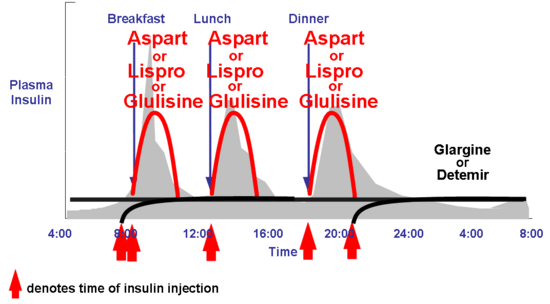 Breakfast Lunch Dinner
Aspart Aspart Aspart
or or or
Lispro Lispro Lispro
or or or
Glulisine Glulisine Glulisine
Plasma
Insulin
Glargine
or
Detemir
4:00 8:00 12:00 16:00 20:00 24:00 4:00 8:00
Time
denotes time of insulin injection